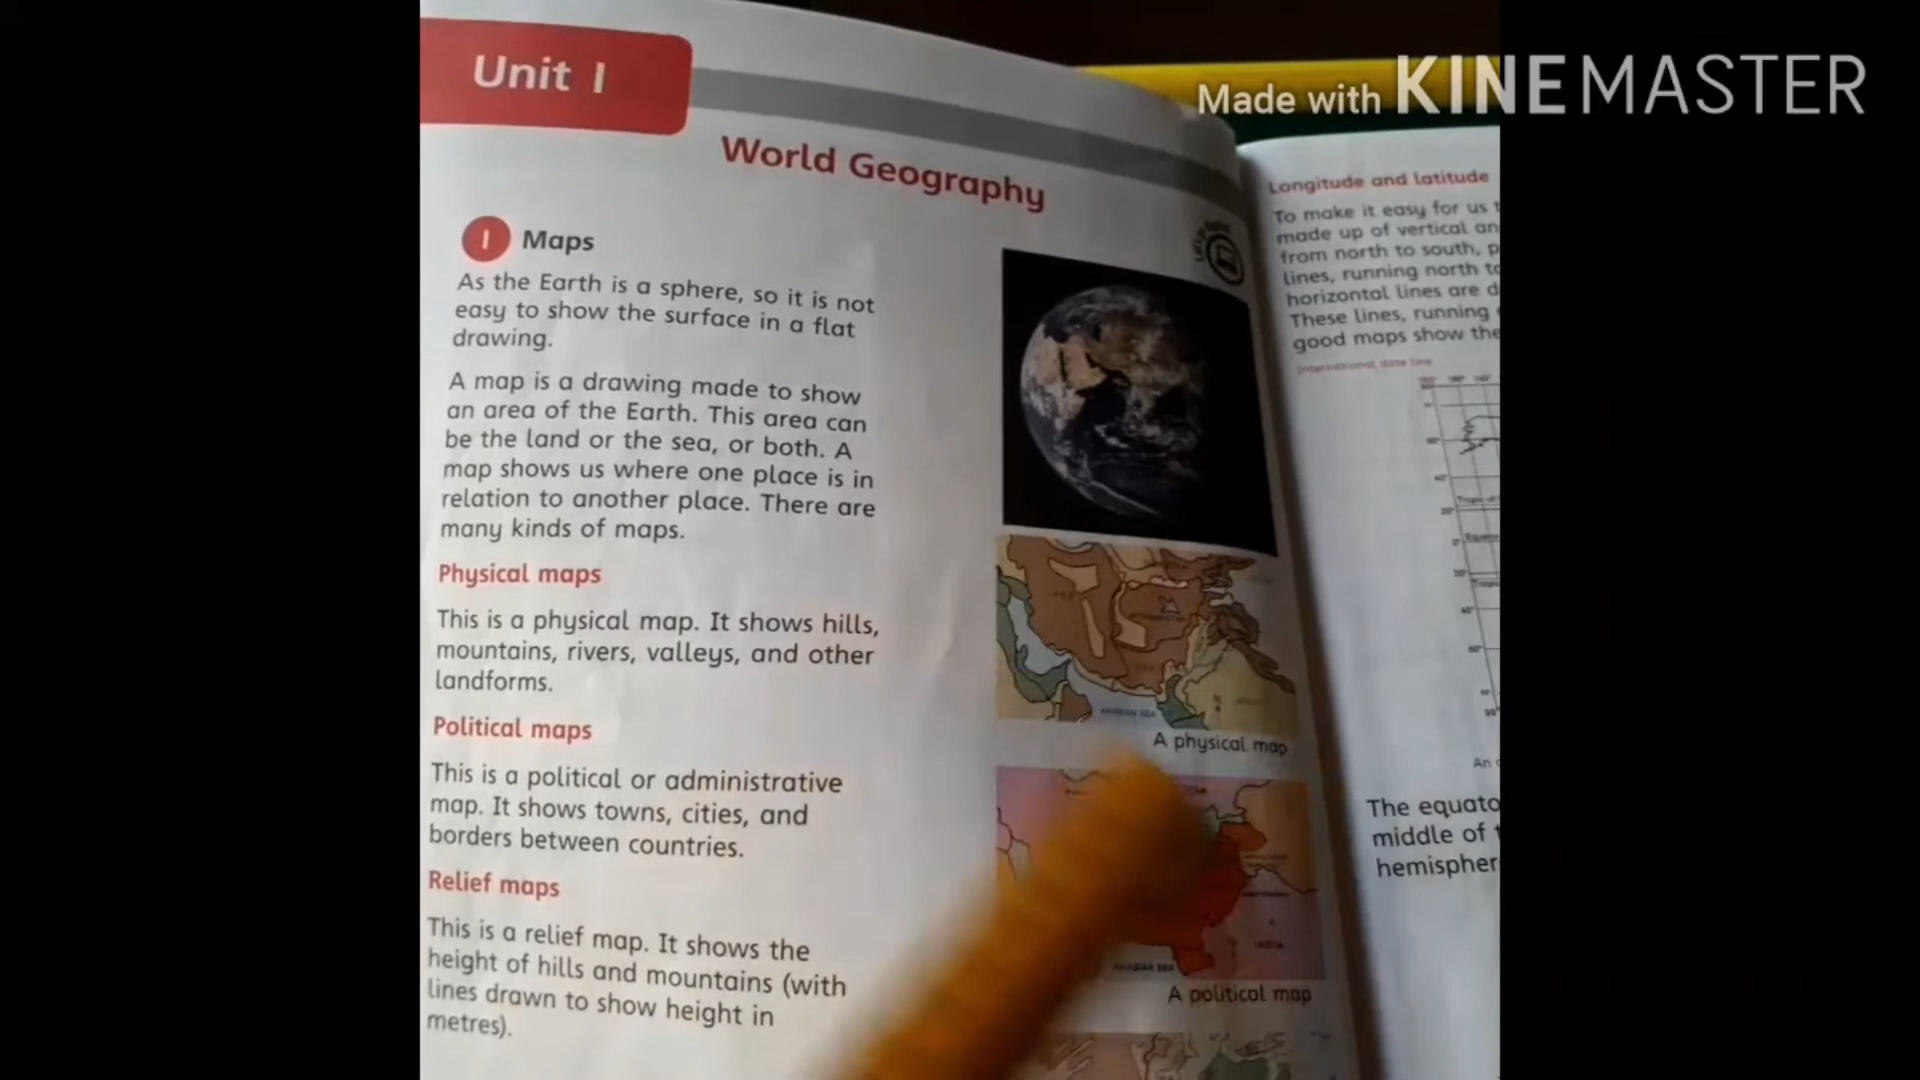 Unit 1
Made with KINEMASTER
World Geography
1 Maps
As the Earth is a sphere, so it is not
easy to show the surface in a flat
drawing.
A map is a drawing made to show
an area of the Earth. This area can
be the land or the sea, or both. A
map shows us where one place is in
relation to another place. There are
many kinds of maps.
Physical maps
This is a physical map. It shows hills,
mountains, rivers, valleys, and other
landforms.
Political maps
This is a political or administrative
map. It shows towns, cities, and
borders between countries.
Relief maps
This is a relief map. It shows the
height of hills and mountains (with
lines drawn to show height in
metres).
ARABIAN SEA
A physical map
INDIA
ARABIAN SEA
A political map
Longitude and latitude
To make it easy for us
made up of vertical an
from north to south, p
lines, running north to
horizontal lines are d
These lines, running
good maps show the
International date line
The equato
middle of t
hemispher